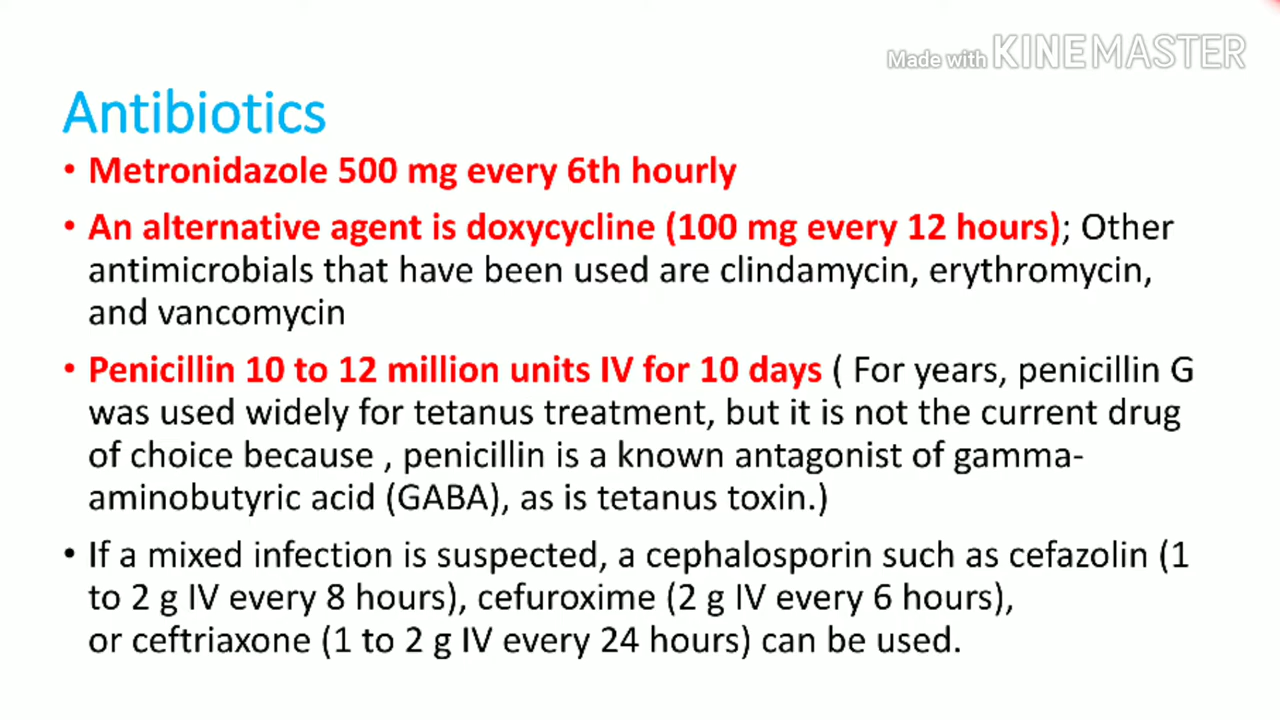 Made with KINEMASTER
Antibiotics
• Metronidazole 500 mg every 6th hourly
• An alternative agent is doxycycline (100 mg every 12 hours); Other
antimicrobials that have been used are clindamycin, erythromycin,
and vancomycin
• Penicillin 10 to 12 million units IV for 10 days ( For years, penicillin G
was used widely for tetanus treatment, but it is not the current drug
of choice because , penicillin is a known antagonist of gamma-
aminobutyric acid (GABA), as is tetanus toxin.)
• If a mixed infection is suspected, a cephalosporin such as cefazolin (1
to 2 g IV every 8 hours), cefuroxime (2 g IV every 6 hours),
or ceftriaxone (1 to 2 g IV every 24 hours) can be used.